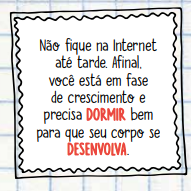 Não fique na Internet
até tarde. Afinal,
você está em fase
de crescimento e
precisa DORMIR bem
para que seu corpo se
DESENVOLVA.